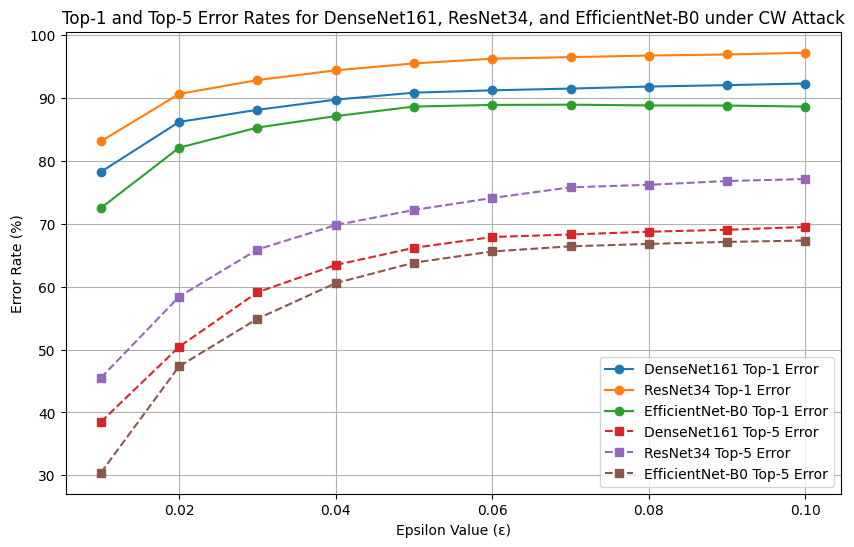 Top-1 and Top-5 Error Rates for DenseNet161, ResNet34, and EfficientNet-B0 under CW Attack
100
90
80
70
60
50
40
30
Error Rate (%)
0.02
0.04
0.06
0.08
0.10
Epsilon Value (ε)
DenseNet161 Top-1 Error
ResNet34 Top-1 Error
EfficientNet-B0 Top-1 Error
DenseNet161 Top-5 Error
ResNet34 Top-5 Error
EfficientNet-B0 Top-5 Error